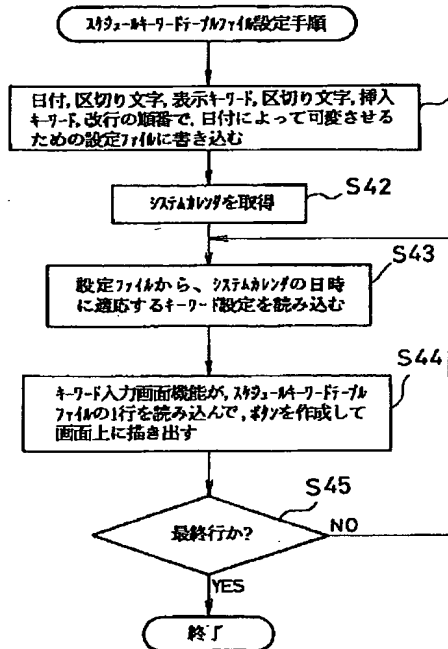 ｽｹｼﾞｭｰﾙｷｰﾜｰﾄﾞﾃｰﾌﾞﾙﾌｧｲﾙ設定手順
日付,区切り文字,表示ｷｰﾜｰﾄﾞ,区切り文字,挿入
ｷｰﾜｰﾄﾞ,改行の順番で,日付によって可変させる
ための設定ﾌｧｲﾙに書き込む
S42
ｼｽﾃﾑｶﾚﾝﾀﾞを取得
S43
設定ﾌｧｲﾙから、ｼｽﾃﾑｶﾚﾝﾀﾞの日時
に適応するｷｰﾜｰﾄﾞ設定を読み込む
S44
ｷｰﾜｰﾄﾞ入力画面機能が,ｽｹｼﾞｭｰﾙｷｰﾜｰﾄﾞﾃｰﾌﾞﾙ
ﾌｧｲﾙの1行を読み込んで,ﾎﾞﾀﾝを作成して
画面上に描き出す
S45
最終行か?
NO
YES
終了